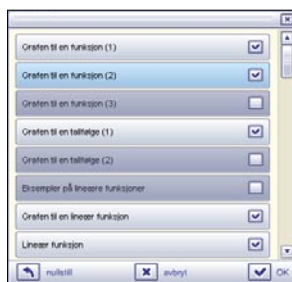 Grafen til en funksjon (1)
Grafen til en funksjon (2)
Grafen til en funksjon (3)
Grafen til en tallfølge (1)
Grafen til en tallfølge (2)
Eksempler på lineære funksjoner
Grafen til en lineær funksjon
Lineær funksjon
nullstill avbryt OK